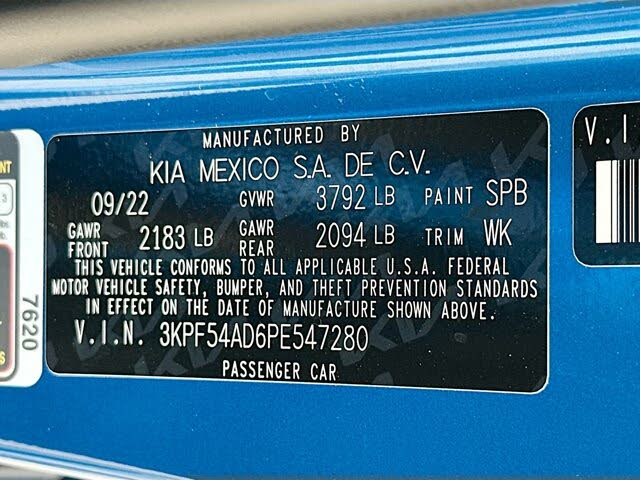 MANUFACTURED BY
KIA MEXICO S.A. DE C.V.
09/22 GVWR 3792 LB PAINT SPB
GAWR FRONT 2183 LB GAWR REAR 2094 LB TRIM WK
THIS VEHICLE CONFORMS TO ALL APPLICABLE U.S.A. FEDERAL
MOTOR VEHICLE SAFETY, BUMPER, AND THEFT PREVENTION STANDARDS
IN EFFECT ON THE DATE OF MANUFACTURE SHOWN ABOVE.
V.I.N. 3KPF54AD6PE547280
PASSENGER CAR
7620
V.I